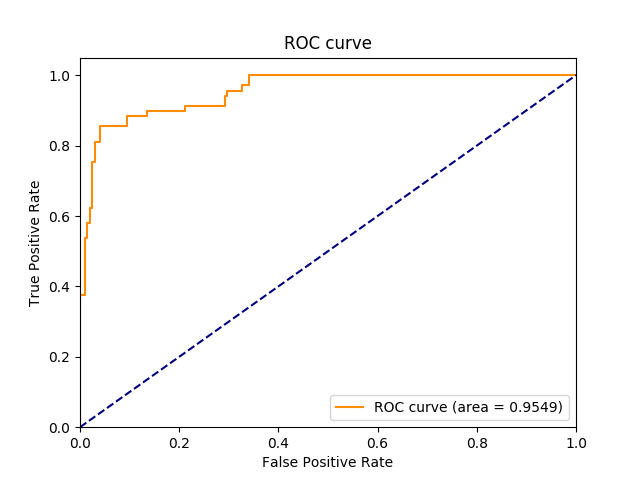 ROC curve
1.0
0.8
0.6
0.4
0.2
0.0
True Positive Rate
ROC curve (area = 0.9549)
0.0 0.2 0.4 0.6 0.8 1.0
False Positive Rate